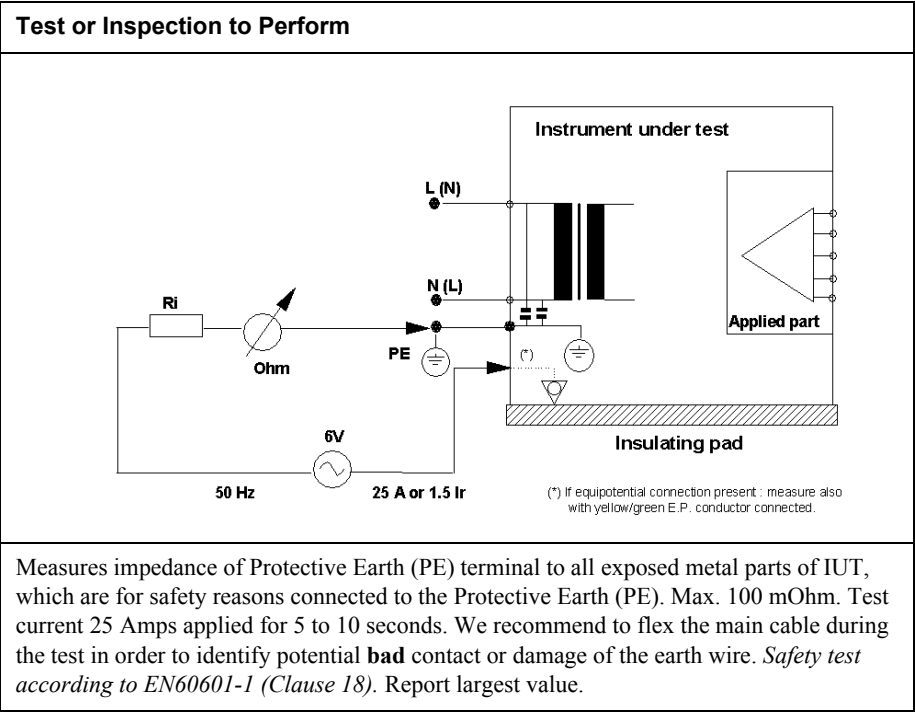 Test or Inspection to Perform
Instrument under test
L (N)
N (L)
Ri
Ohm
PE
(*)
Applied part
6V
50 Hz
25 A or 1.5 Ir
Insulating pad
(*) If equipotential connection present : measure also
with yellow/green E.P. conductor connected.
Measures impedance of Protective Earth (PE) terminal to all exposed metal parts of IUT,
which are for safety reasons connected to the Protective Earth (PE). Max. 100 mOhm. Test
current 25 Amps applied for 5 to 10 seconds. We recommend to flex the main cable during
the test in order to identify potential bad contact or damage of the earth wire. Safety test
according to EN60601-1 (Clause 18). Report largest value.